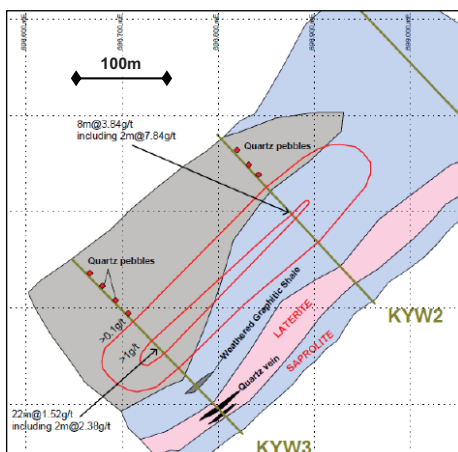 100m
8m@3.84g/t
including 2m@7.84g/t
Quartz pebbles
Quartz pebbles
>0.1g/t
>1g/t
Weathered Graphitic Shale
LATERITE
SAPROLITE
Quartz vein
KYW2
22m@1.52g/t
including 2m@2.38g/t
KYW3